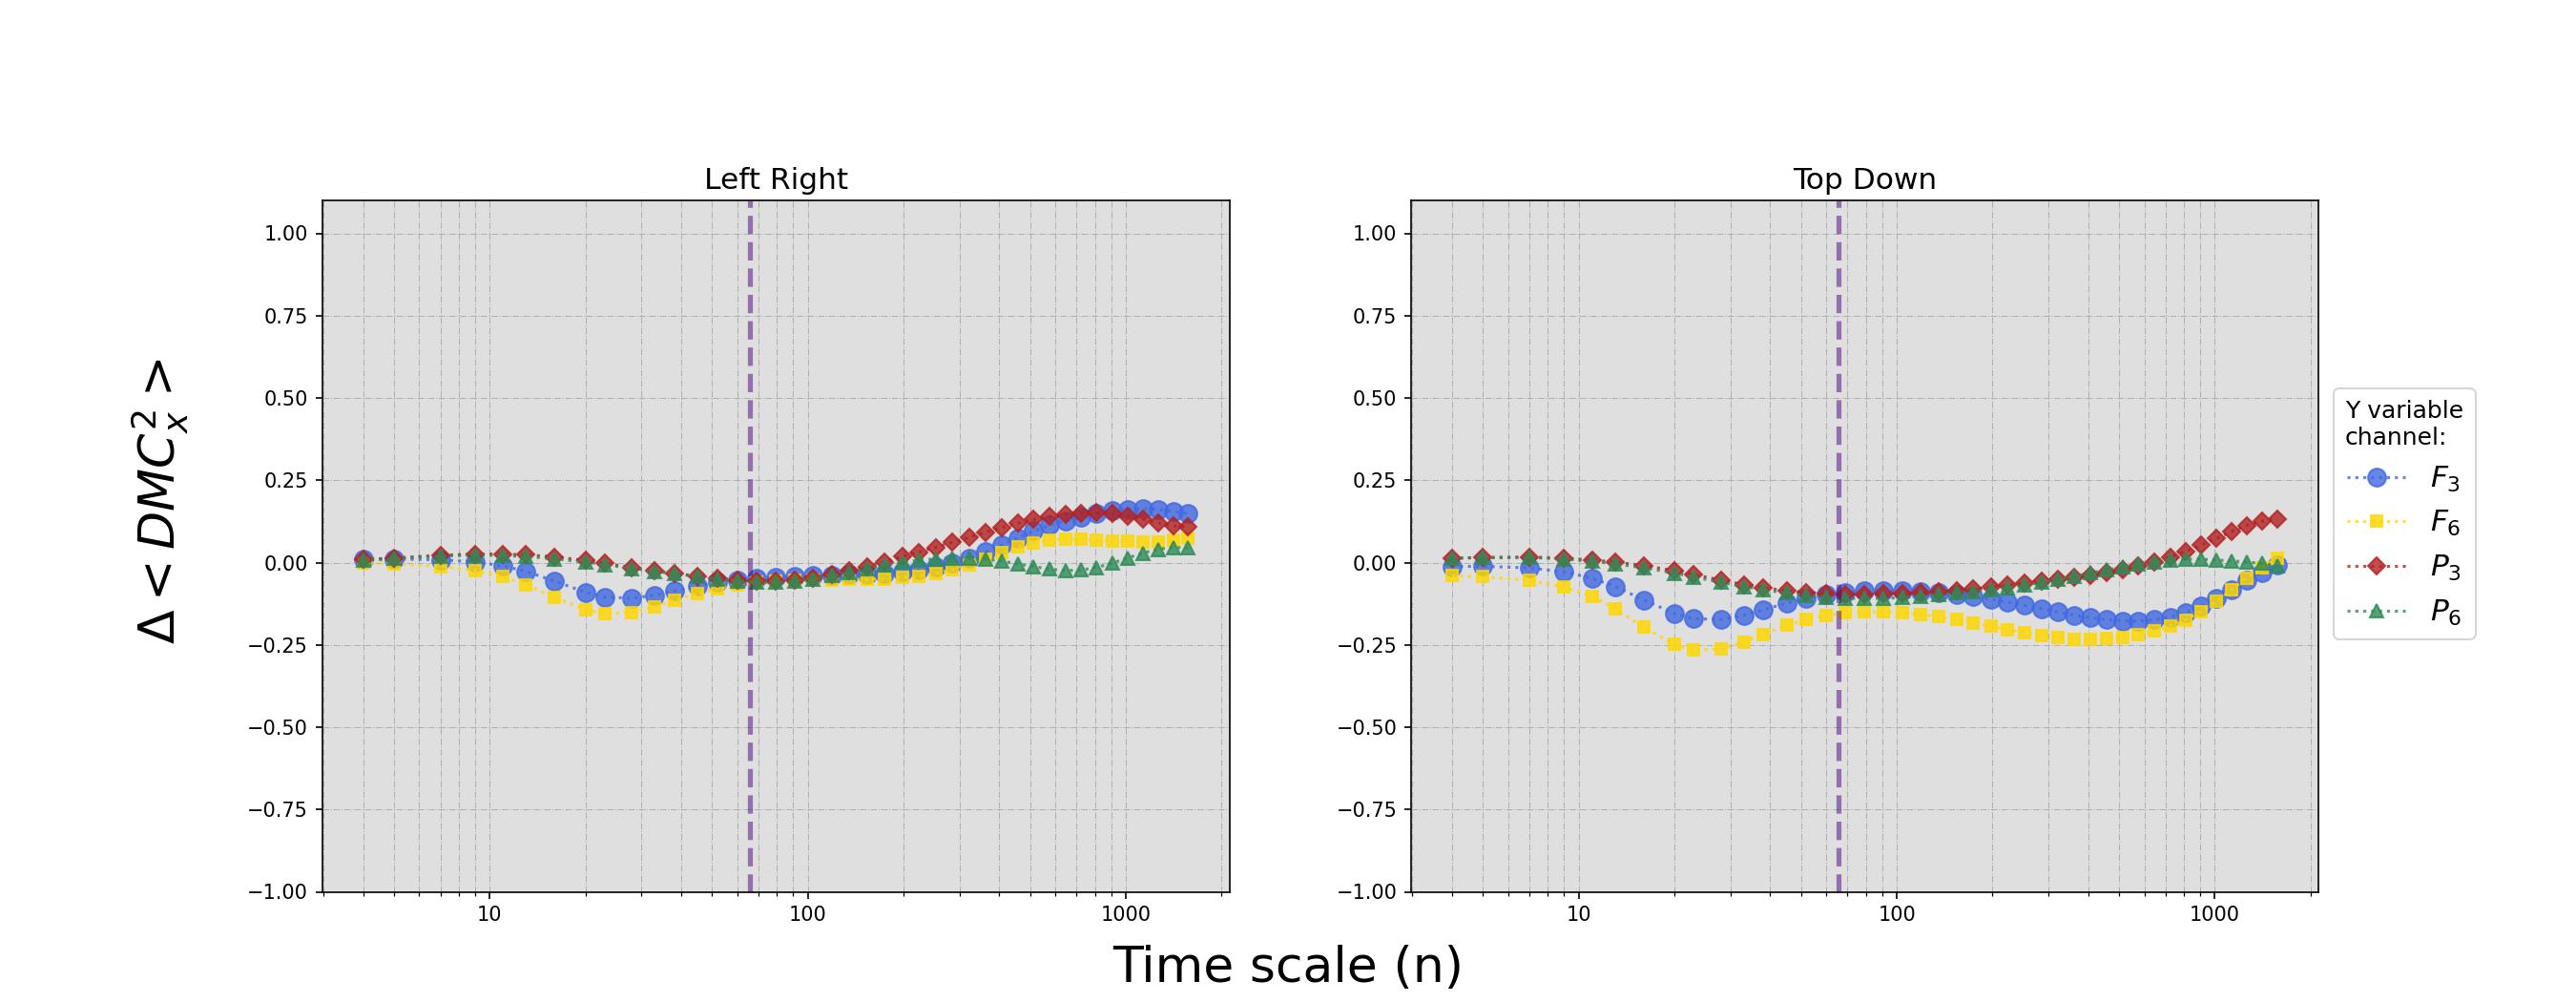 Left Right
Top Down
Δ < DMC²ₓ >
1.00
0.75
0.50
0.25
0.00
−0.25
−0.50
−0.75
−1.00
10 100 1000
1.00
0.75
0.50
0.25
0.00
−0.25
−0.50
−0.75
−1.00
10 100 1000
Y variable
channel:
F₃
F₆
P₃
P₆
Time scale (n)